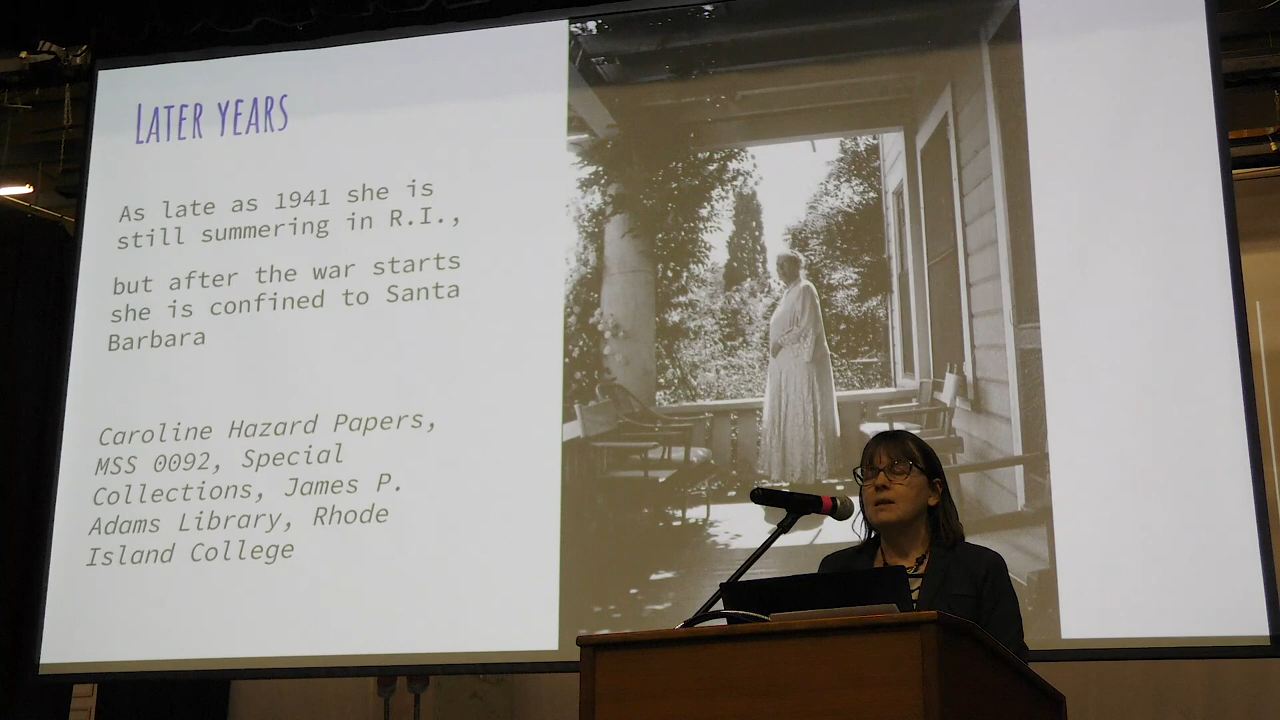 Later years
As late as 1941 she is
still summering in R.I.,
but after the war starts
she is confined to Santa
Barbara
Caroline Hazard Papers,
MSS 0092, Special
Collections, James P.
Adams Library, Rhode
Island College